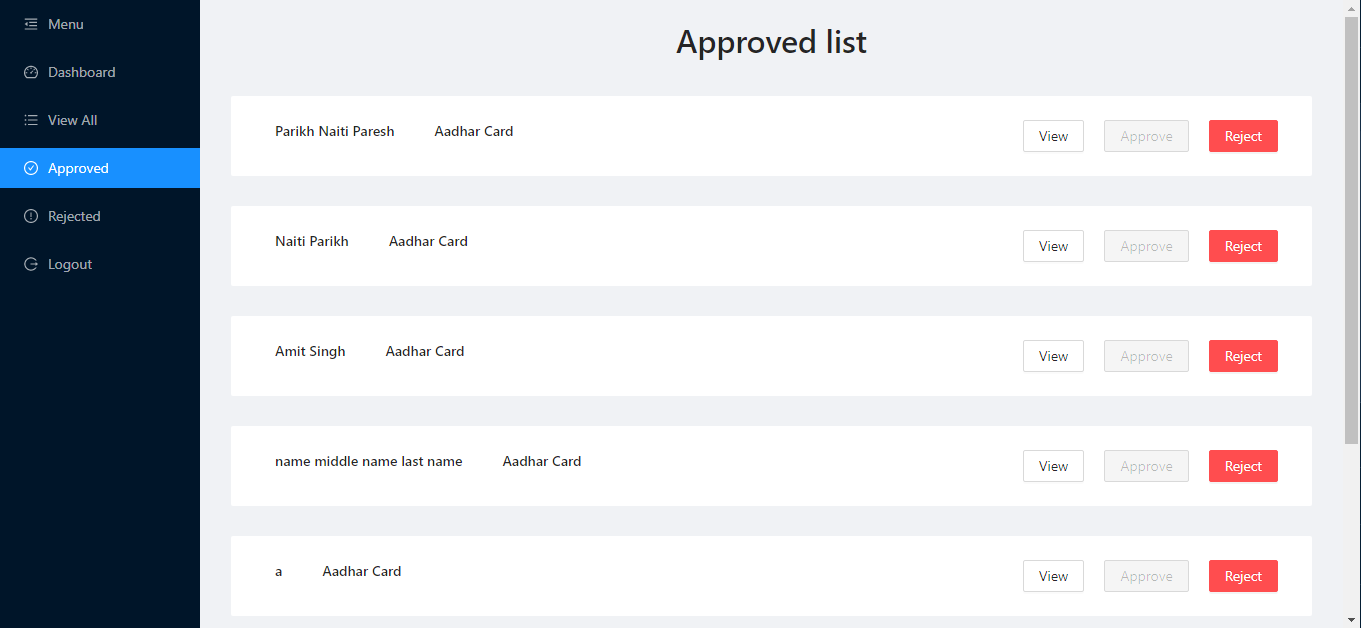 Menu
Dashboard
View All
Approved
Rejected
Logout
Approved list
Parikh Naiti Paresh Aadhar Card View Approve Reject
Naiti Parikh Aadhar Card View Approve Reject
Amit Singh Aadhar Card View Approve Reject
name middle name last name Aadhar Card View Approve Reject
a Aadhar Card View Approve Reject